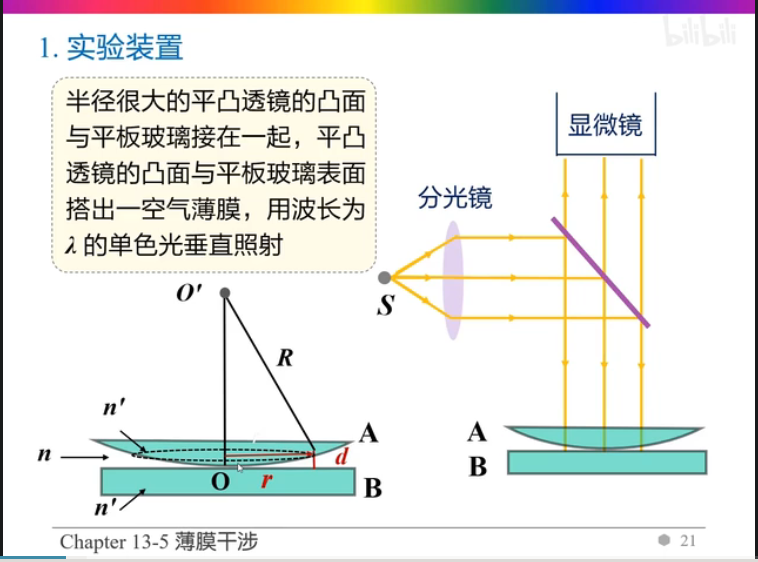 bilibili
1. 实验装置
半径很大的平凸透镜的凸面
与平板玻璃接在一起，平凸
透镜的凸面与平板玻璃表面
搭出一空气薄膜，用波长为
λ 的单色光垂直照射
显微镜
分光镜
S
O'
R
n'
n
A
d
O
r
B
n'
A
B
Chapter 13-5 薄膜干涉
21